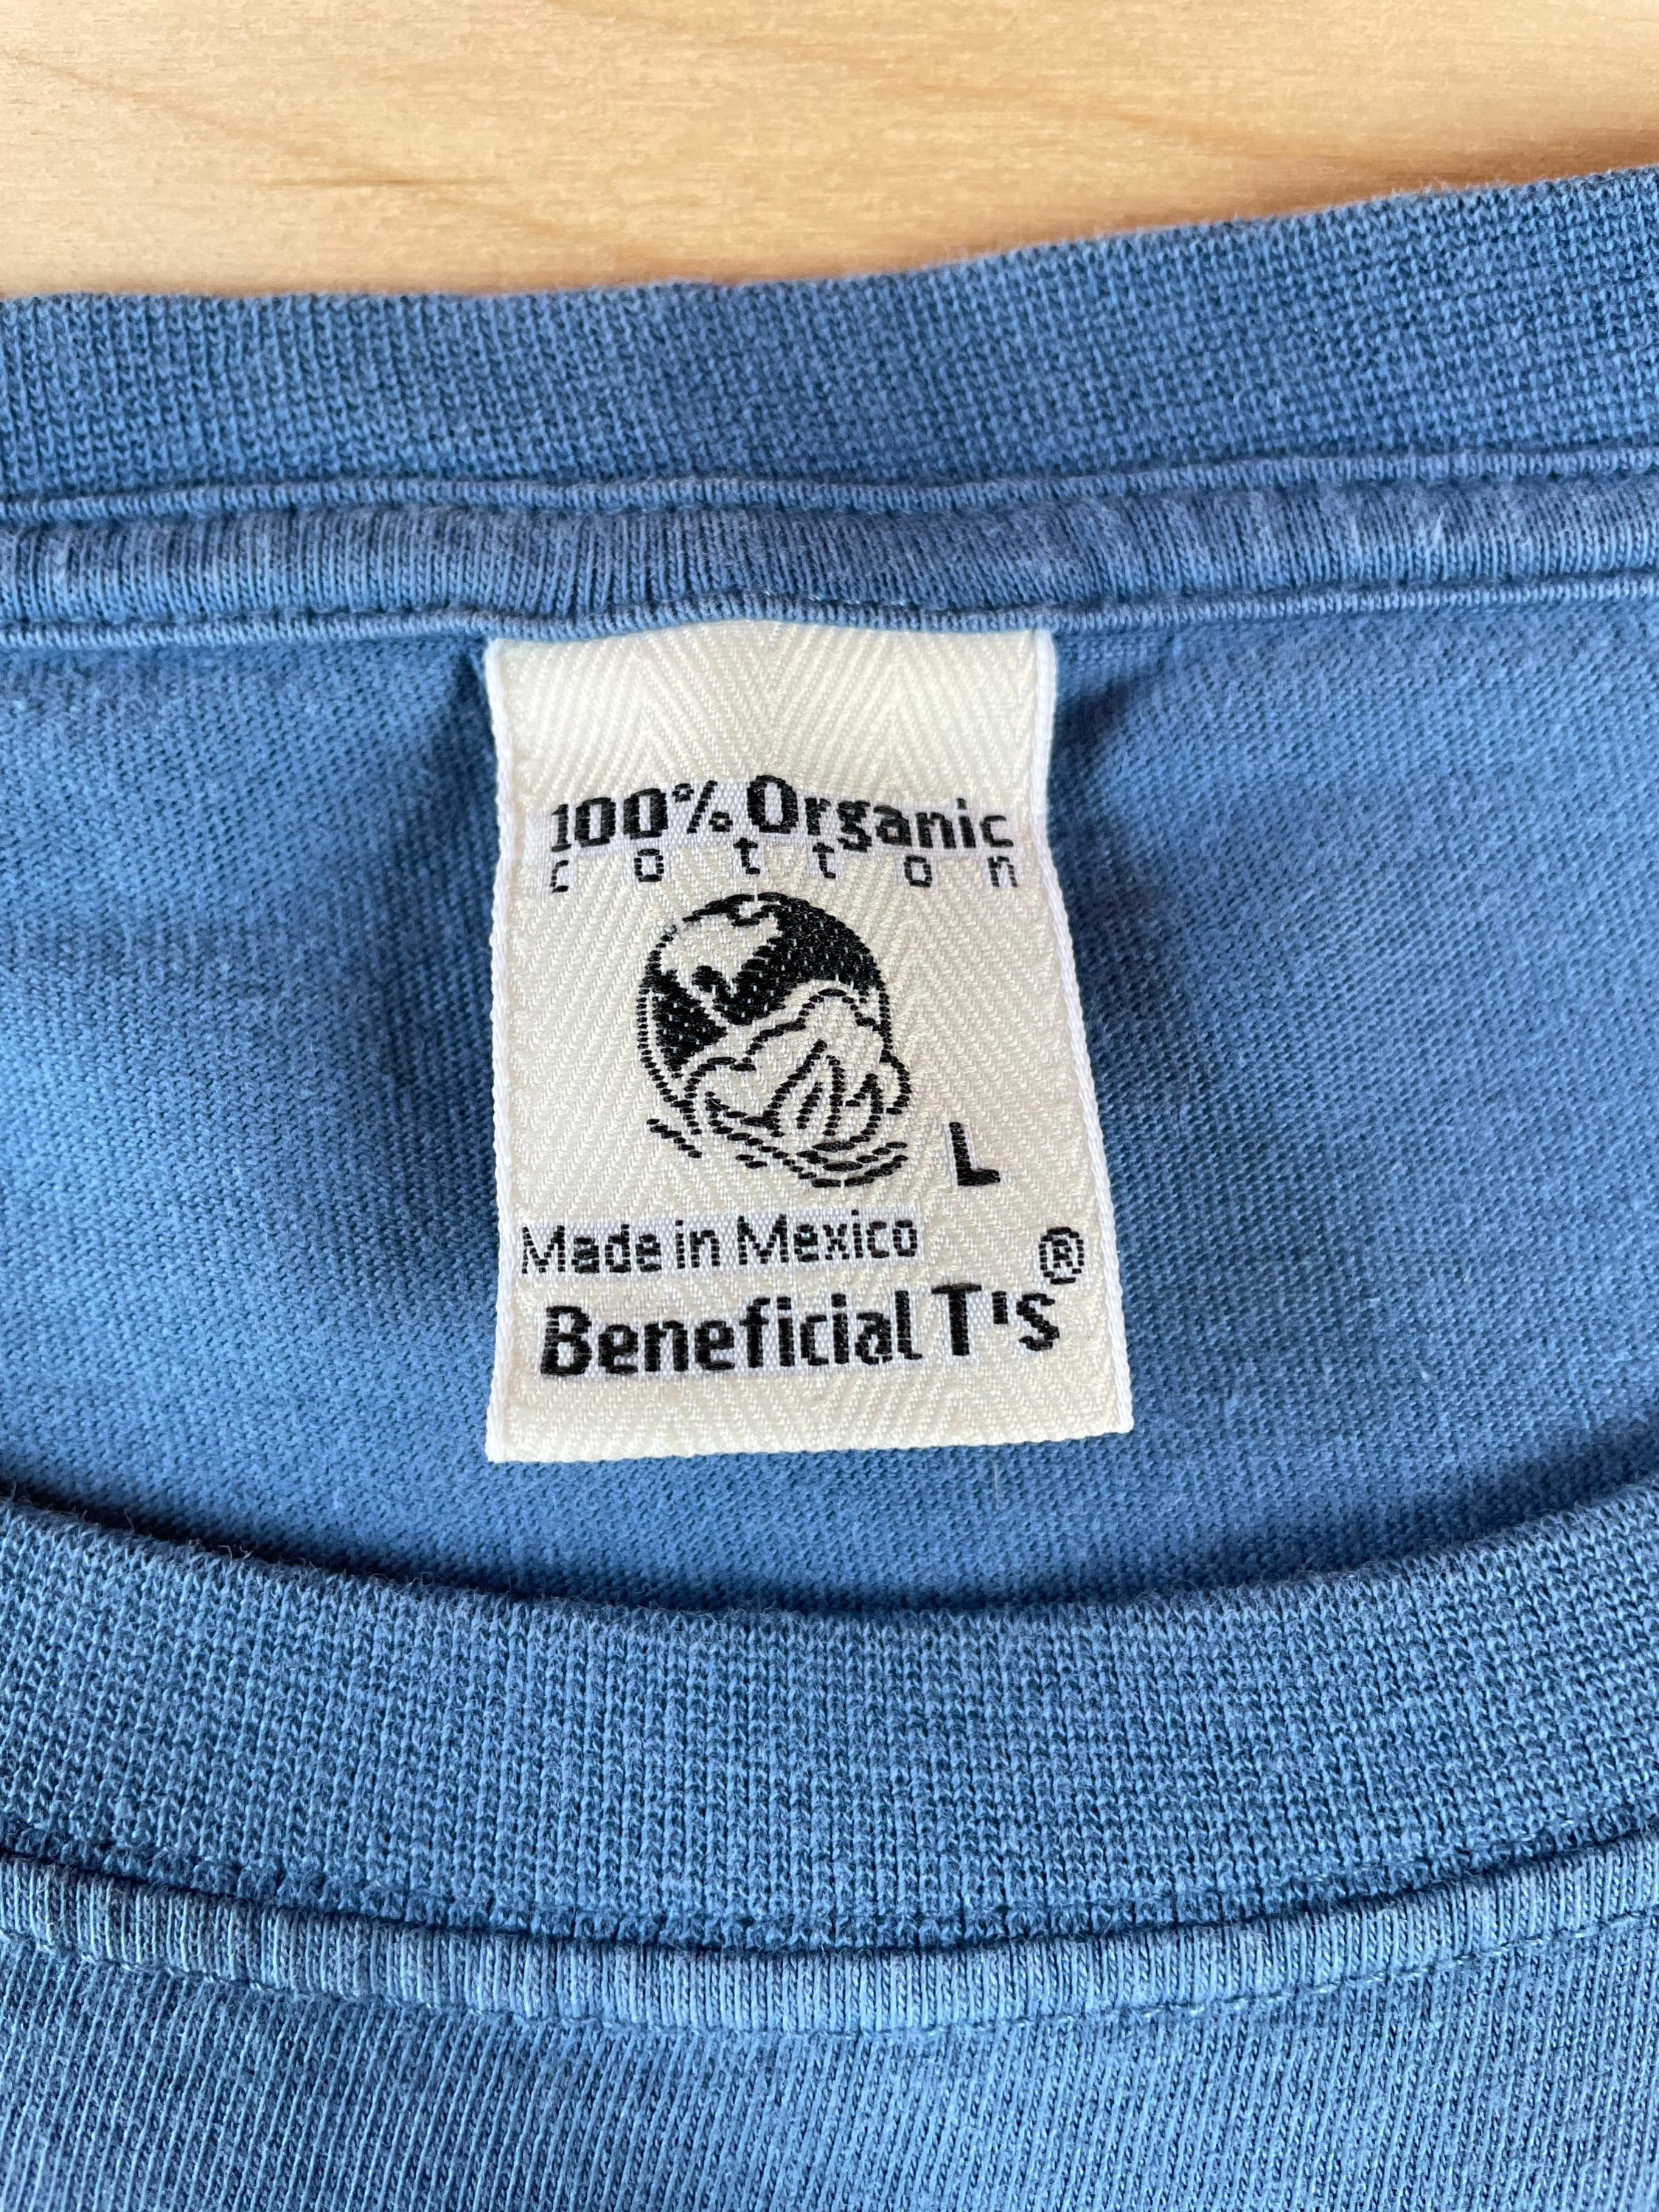 100% Organic
cotton
L
Made in Mexico
Beneficial T's®